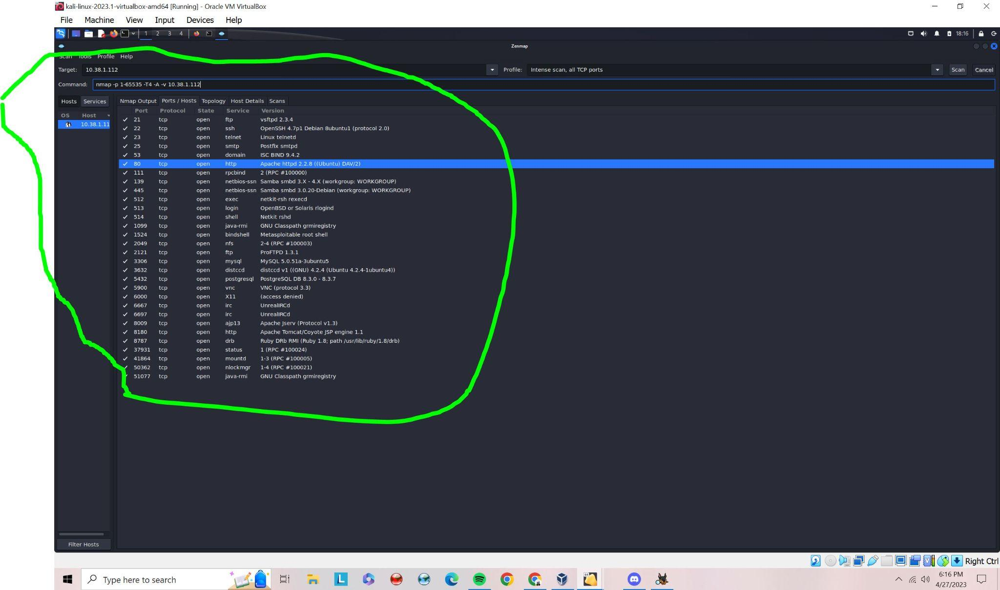 kali-linux-2023.1-virtualbox-amd64 [Running] - Oracle VM VirtualBox
File Machine View Input Devices Help
1 2 3 4 18:16
Zenmap
Scan Tools Profile Help
Target: 10.38.1.112 Profile: Intense scan, all TCP ports Scan Cancel
Command: nmap -p 1-65535 -T4 -A -v 10.38.1.112
Hosts Services Nmap Output Ports / Hosts Topology Host Details Scans
OS Host Port Protocol State Service Version
10.38.1.11
21 tcp open ftp vsftpd 2.3.4
22 tcp open ssh OpenSSH 4.7p1 Debian 8ubuntu1 (protocol 2.0)
23 tcp open telnet Linux telnetd
25 tcp open smtp Postfix smtpd
53 tcp open domain ISC BIND 9.4.2
80 tcp open http Apache httpd 2.2.8 ((Ubuntu) DAV/2)
111 tcp open rpcbind 2 (RPC #100000)
139 tcp open netbios-ssn Samba smbd 3.X - 4.X (workgroup: WORKGROUP)
445 tcp open netbios-ssn Samba smbd 3.0.20-Debian (workgroup: WORKGROUP)
512 tcp open exec netkit-rsh rexecd
513 tcp open login OpenBSD or Solaris rlogind
514 tcp open shell Netkit rshd
1099 tcp open java-rmi GNU Classpath grmiregistry
1524 tcp open bindshell Metasploitable root shell
2049 tcp open nfs 2-4 (RPC #100003)
2121 tcp open ftp ProFTPD 1.3.1
3306 tcp open mysql MySQL 5.0.51a-3ubuntu5
3632 tcp open distccd distccd v1 ((GNU) 4.2.4 (Ubuntu 4.2.4-1ubuntu4))
5432 tcp open postgresql PostgreSQL DB 8.3.0 - 8.3.7
5900 tcp open vnc VNC (protocol 3.3)
6000 tcp open X11 (access denied)
6667 tcp open irc UnrealIRCd
6697 tcp open irc UnrealIRCd
8009 tcp open ajp13 Apache Jserv (Protocol v1.3)
8180 tcp open http Apache Tomcat/Coyote JSP engine 1.1
8787 tcp open drb Ruby DRb RMI (Ruby 1.8; path /usr/lib/ruby/1.8/drb)
37931 tcp open status 1 (RPC #100024)
41864 tcp open mountd 1-3 (RPC #100005)
50362 tcp open nlockmgr 1-4 (RPC #100021)
51077 tcp open java-rmi GNU Classpath grmiregistry
Filter Hosts
Right Ctrl
Type here to search
L
64
6:16 PM
4/27/2023